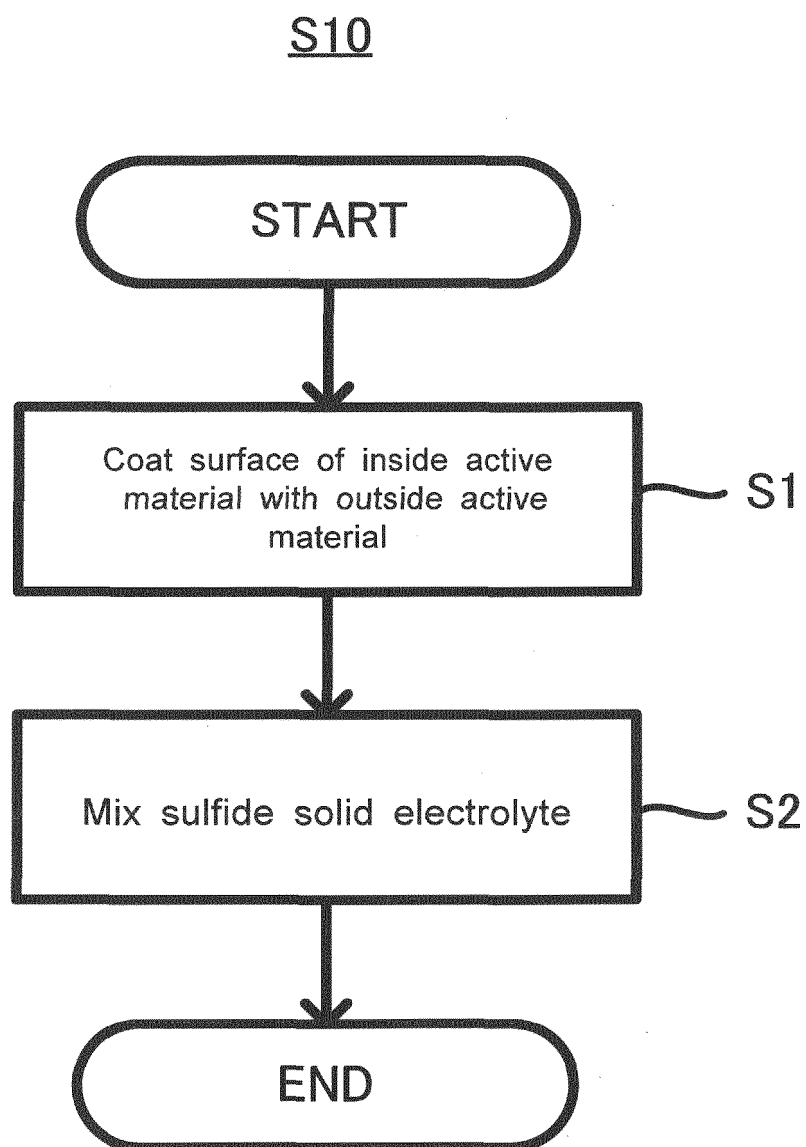 S10
START
Coat surface of inside active
material with outside active
material
S1
Mix sulfide solid electrolyte
S2
END